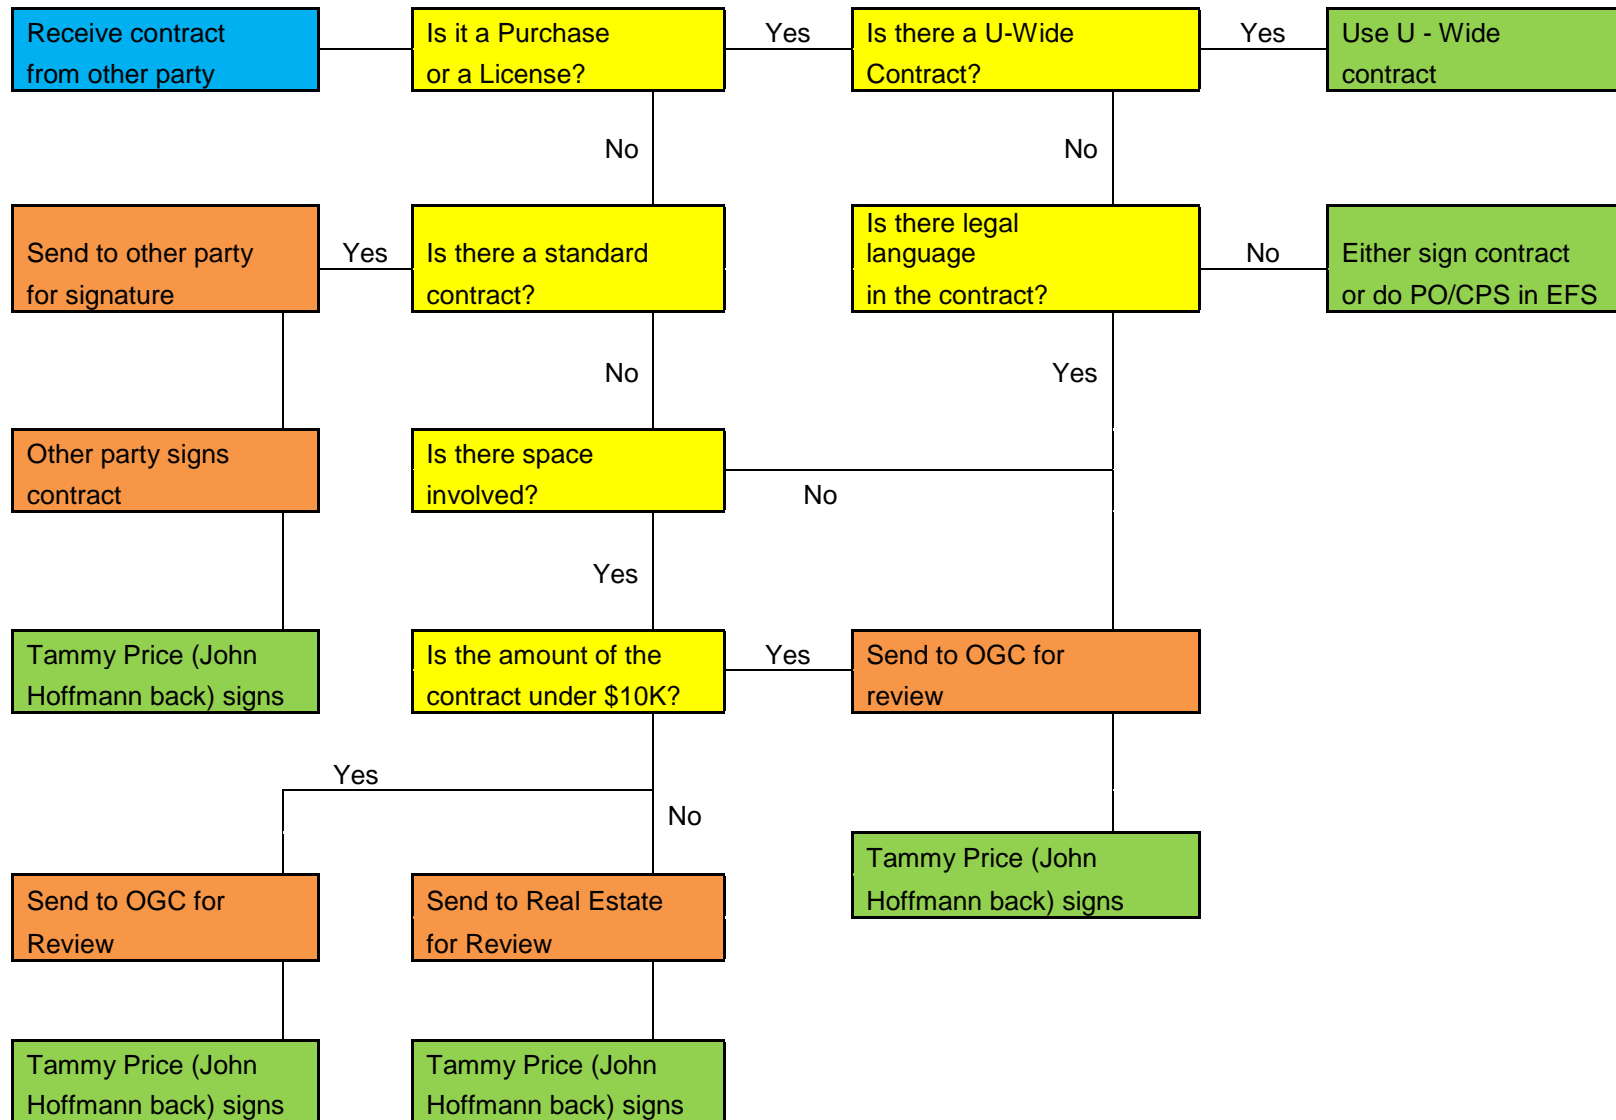 Receive contract
from other party
Is it a Purchase
or a License?
Yes
Is there a U-Wide
Contract?
Yes
Use U - Wide
contract
No
No
Send to other party
for signature
Yes
Is there a standard
contract?
Is there legal
language
in the contract?
No
Either sign contract
or do PO/CPS in EFS
No
Yes
Other party signs
contract
Is there space
involved?
No
Yes
Tammy Price (John
Hoffmann back) signs
Is the amount of the
contract under $10K?
Yes
Send to OGC for
review
Yes
No
Tammy Price (John
Hoffmann back) signs
Send to OGC for
Review
Send to Real Estate
for Review
Tammy Price (John
Hoffmann back) signs
Tammy Price (John
Hoffmann back) signs